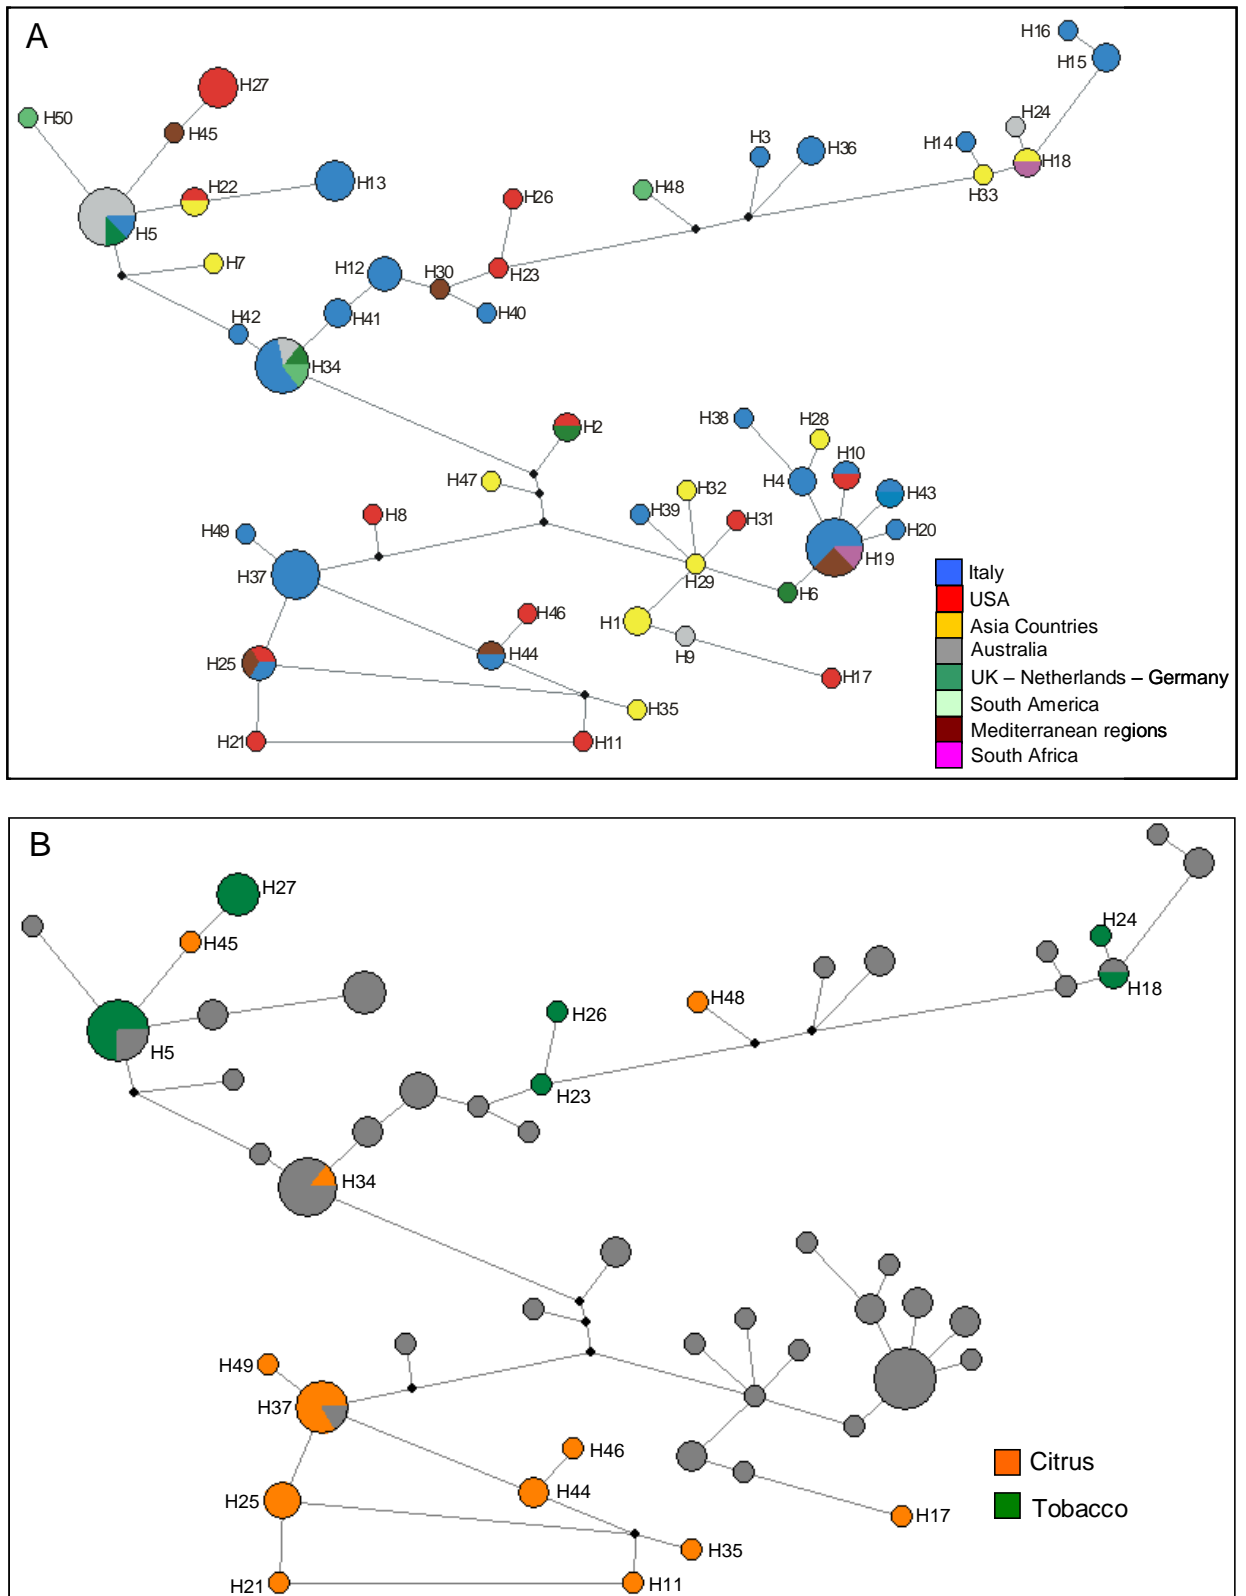 A
H16
H15
H27
H50
H45
H24
H3
H36
H14
H18
H22
H13
H33
H48
H26
H5
H7
H12
H30
H23
H40
H42
H41
H34
H38
H28
H2
H10
H47
H4
H43
H32
H8
H39
H31
H20
H49
H19
H37
H29
H6
H46
H1
H9
H44
H25
H17
H35
H21
H11
Italy
USA
Asia Countries
Australia
UK – Netherlands – Germany
South America
Mediterranean regions
South Africa
B
H27
H45
H24
H18
H48
H26
H5
H23
H34
H49
H37
H46
H44
H25
H17
H35
H21
H11
Citrus
Tobacco